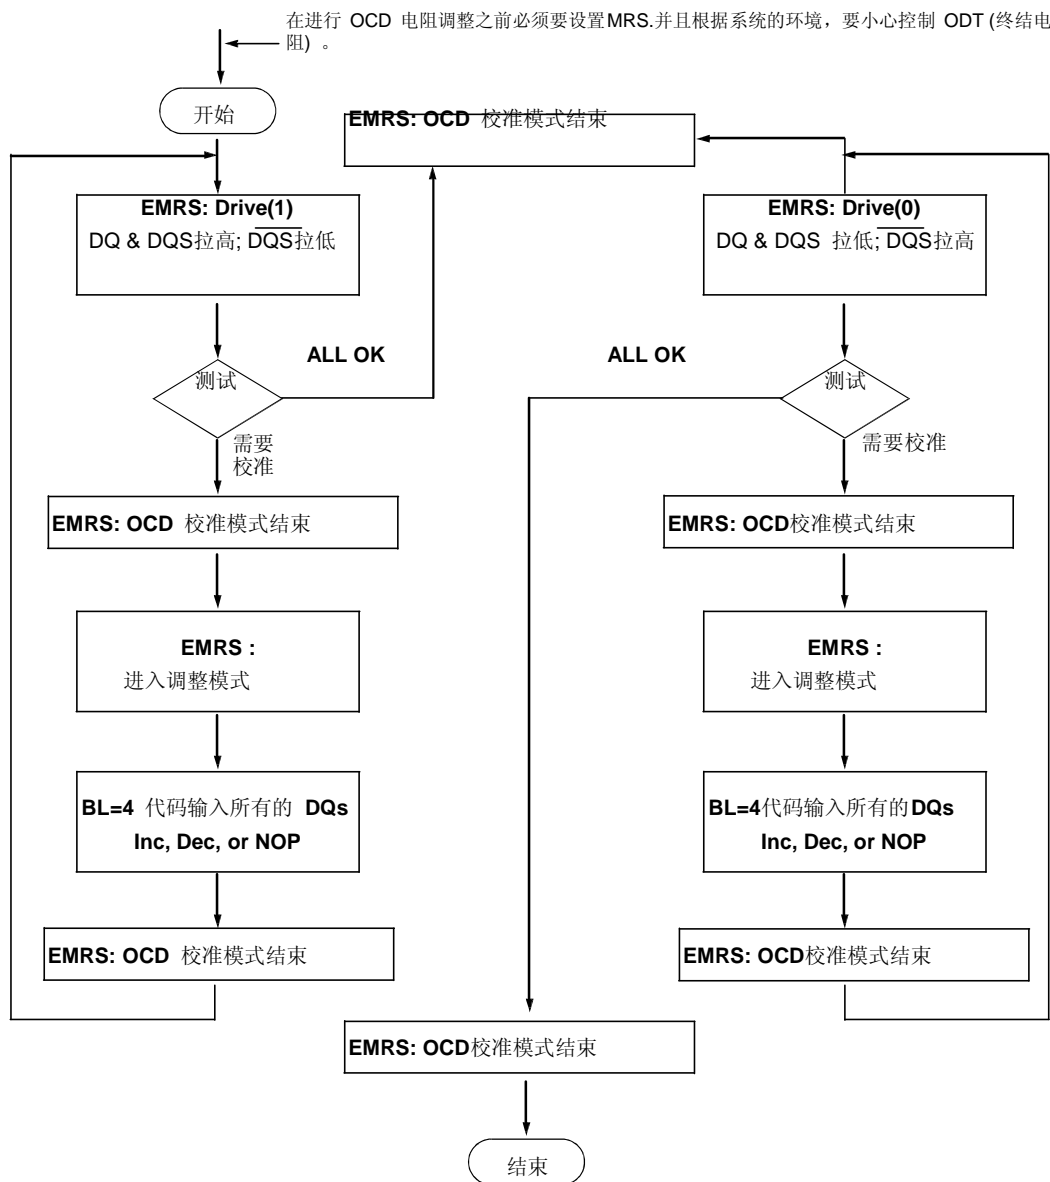 在进行 OCD 电阻调整之前必须要设置MRS.并且根据系统的环境，要小心控制 ODT (终结电
阻) 。
开始
EMRS: OCD 校准模式结束
EMRS: Drive(1)
DQ & DQS拉高; DQS拉低
EMRS: Drive(0)
DQ & DQS 拉低; DQS拉高
ALL OK
ALL OK
测试
测试
需要
校准
需要校准
EMRS: OCD 校准模式结束
EMRS: OCD校准模式结束
EMRS :
进入调整模式
EMRS :
进入调整模式
BL=4 代码输入所有的 DQs
Inc, Dec, or NOP
BL=4代码输入所有的DQs
Inc, Dec, or NOP
EMRS: OCD 校准模式结束
EMRS: OCD校准模式结束
EMRS: OCD校准模式结束
结束